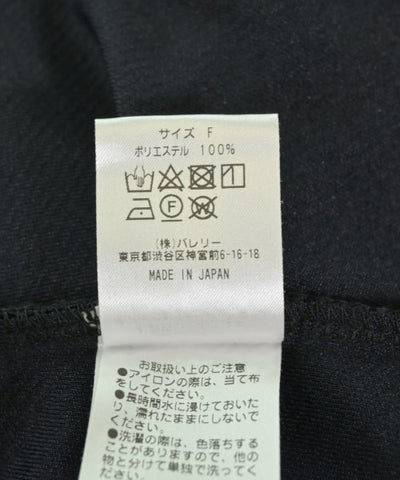 サイズ F
ポリエステル 100%
F
W
(株)バレリー
東京都渋谷区神宮前6-16-18
MADE IN JAPAN
お取扱い上のご注意
●アイロンの際は、当て布
をしてください。
●長時間水に浸けておいた
り、濡れたままにしないで
ください。
●洗濯の際は、色落ちする
ことがありますので、他の
物と分けて単独で洗ってく
ださい。